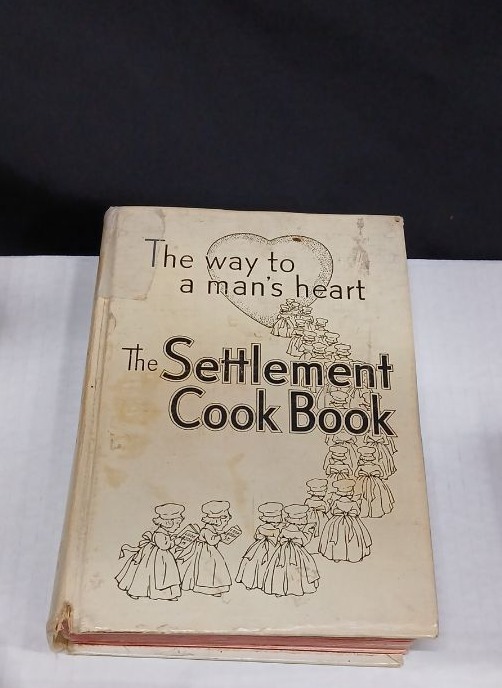 The way to
a man's heart
The Settlement
Cook Book